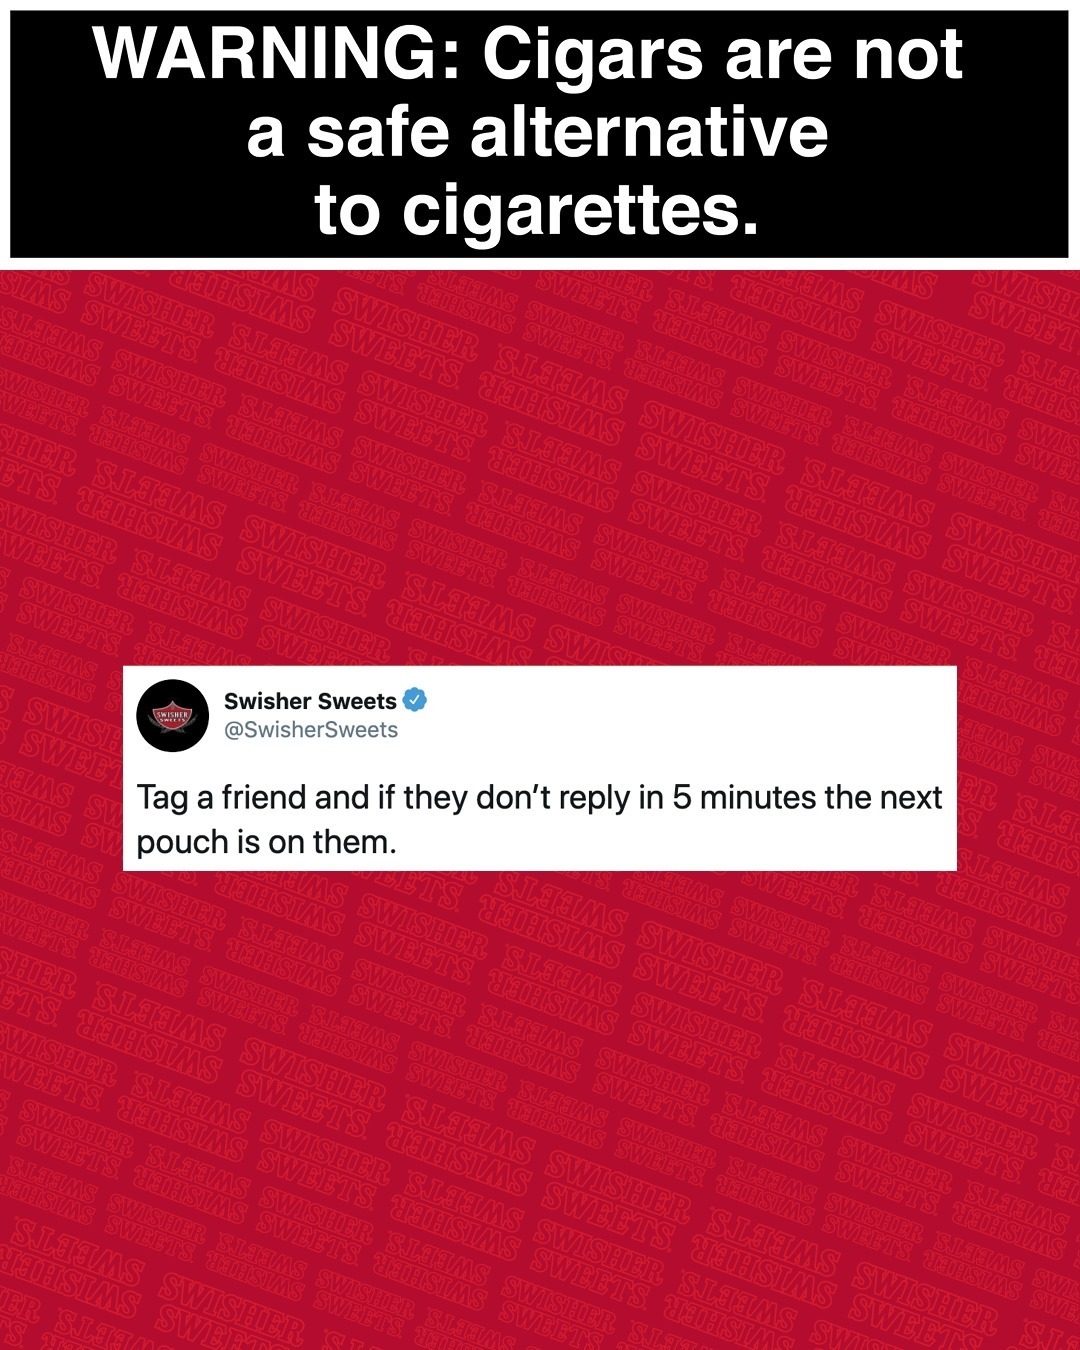 WARNING: Cigars are not
a safe alternative
to cigarettes.
SWISHER
SWEETS
Swisher Sweets
@SwisherSweets
Tag a friend and if they don’t reply in 5 minutes the next
pouch is on them.